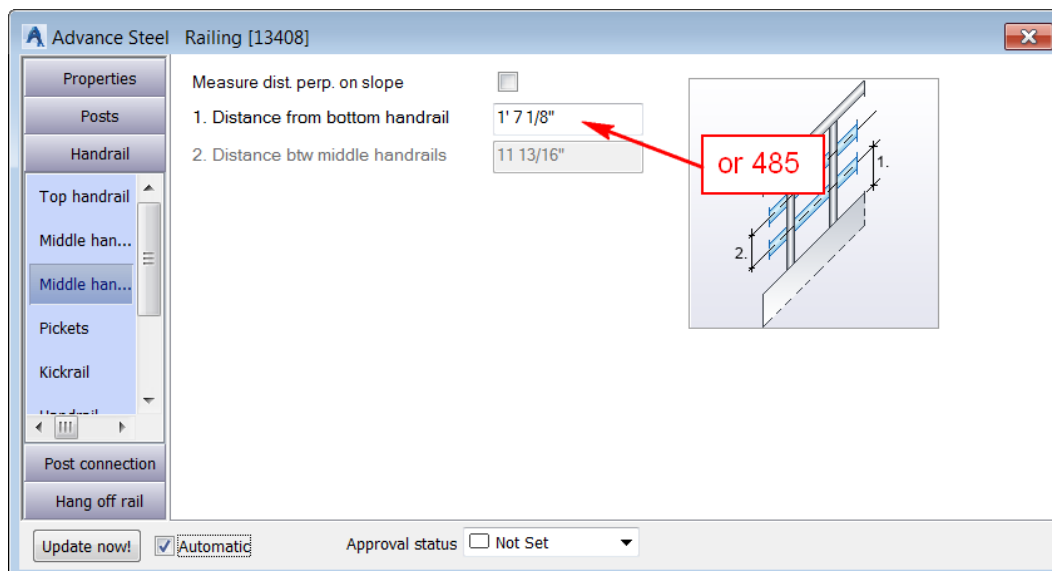 Advance Steel Railing [13408]
Properties
Posts
Handrail
Top handrail
Middle han...
Middle han...
Pickets
Kickrail
Post connection
Hang off rail
Measure dist. perp. on slope
1. Distance from bottom handrail 1' 7 1/8"
2. Distance btw middle handrails 11 13/16"
or 485
1.
2.
Update now! Automatic Approval status Not Set